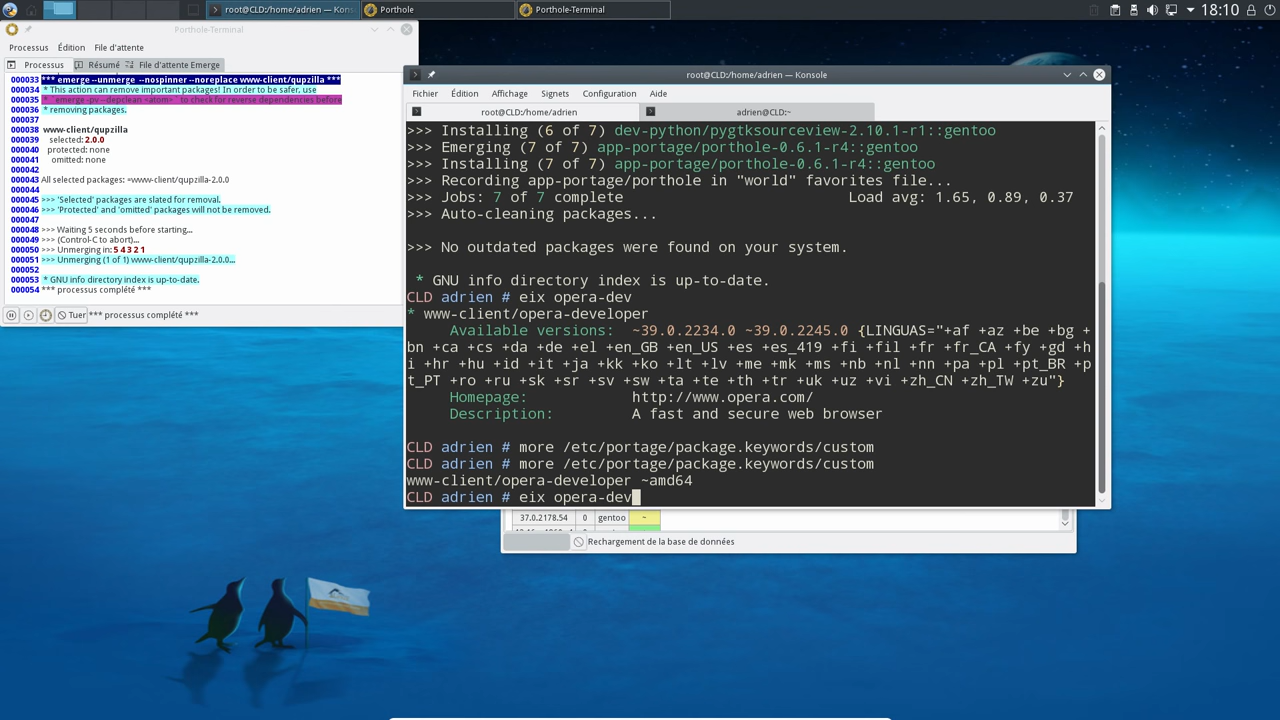 root@CLD:/home/adrien — Konsole
Porthole
Porthole-Terminal
18:10
Porthole-Terminal
Processus Édition File d'attente
Processus Résumé File d'attente Emerge
000033 *** emerge --unmerge --nospinner --noreplace www-client/qupzilla ***
000034 * This action can remove important packages! In order to be safer, use
000035 * `emerge -pv --depclean <atom>` to check for reverse dependencies before
000036 * removing packages.
000037
000038 www-client/qupzilla
000039 selected: 2.0.0
000040 protected: none
000041 omitted: none
000042
000043 All selected packages: =www-client/qupzilla-2.0.0
000044
000045 >>> 'Selected' packages are slated for removal.
000046 >>> 'Protected' and 'omitted' packages will not be removed.
000047
000048 >>> Waiting 5 seconds before starting...
000049 >>> (Control-C to abort)...
000050 >>> Unmerging in: 5 4 3 2 1
000051 >>> Unmerging (1 of 1) www-client/qupzilla-2.0.0...
000052
000053 * GNU info directory index is up-to-date.
000054 *** processus complété ***
Tuer *** processus complété ***
root@CLD:/home/adrien — Konsole
Fichier Édition Affichage Signets Configuration Aide
root@CLD:/home/adrien
adrien@CLD:~
>>> Installing (6 of 7) dev-python/pygtksourceview-2.10.1-r1::gentoo
>>> Emerging (7 of 7) app-portage/porthole-0.6.1-r4::gentoo
>>> Installing (7 of 7) app-portage/porthole-0.6.1-r4::gentoo
>>> Recording app-portage/porthole in "world" favorites file...
>>> Jobs: 7 of 7 complete Load avg: 1.65, 0.89, 0.37
>>> Auto-cleaning packages...
>>> No outdated packages were found on your system.
* GNU info directory index is up-to-date.
CLD adrien # eix opera-dev
* www-client/opera-developer
Available versions: ~39.0.2234.0 ~39.0.2245.0 {LINGUAS="+af +az +be +bg +
bn +ca +cs +da +de +el +en_GB +en_US +es +es_419 +fi +fil +fr +fr_CA +fy +gd +h
i +hr +hu +id +it +ja +kk +ko +lt +lv +me +mk +ms +nb +nl +nn +pa +pl +pt_BR +p
t_PT +ro +ru +sk +sr +sv +sw +ta +te +th +tr +uk +uz +vi +zh_CN +zh_TW +zu"}
Homepage: http://www.opera.com/
Description: A fast and secure web browser
CLD adrien # more /etc/portage/package.keywords/custom
CLD adrien # more /etc/portage/package.keywords/custom
www-client/opera-developer ~amd64
CLD adrien # eix opera-dev
37.0.2178.54 0 gentoo ~
Rechargement de la base de données